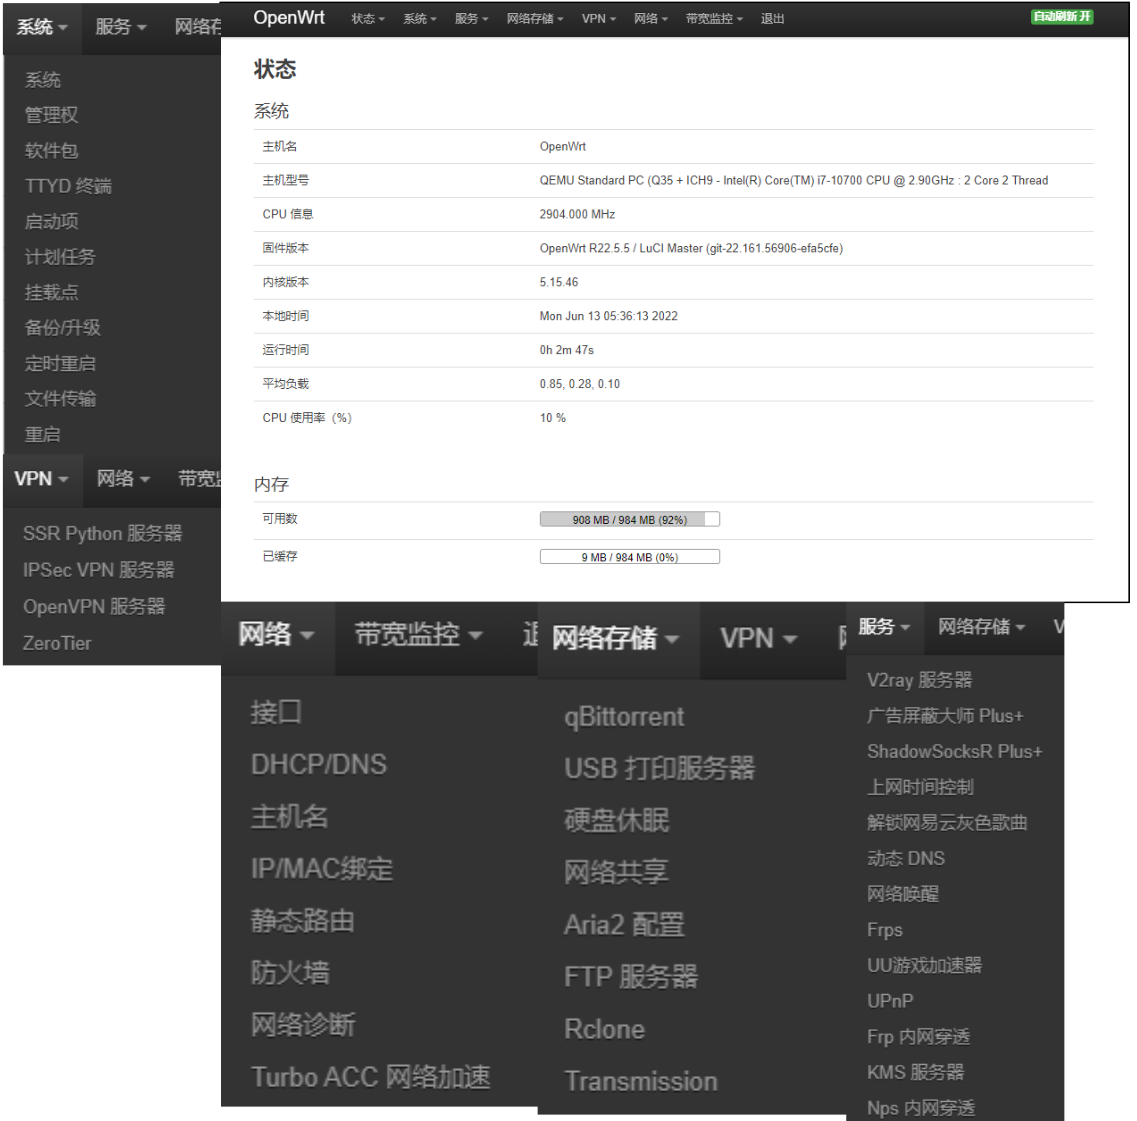 系统 服务
系统
管理权
软件包
TTYD 终端
启动项
计划任务
挂载点
备份/升级
定时重启
文件传输
重启
VPN 网络
SSR Python 服务器
IPSec VPN 服务器
OpenVPN 服务器
ZeroTier
OpenWrt 状态 系统 服务 网络存储 VPN 网络 带宽监控 退出 自动刷新 开
状态
系统
主机名 OpenWrt
主机型号 QEMU Standard PC (Q35 + ICH9 - Intel(R) Core(TM) i7-10700 CPU @ 2.90GHz : 2 Core 2 Thread
CPU 信息 2904.000 MHz
固件版本 OpenWrt R22.5.5 / LuCI Master (git-22.161.56906-efa5cfe)
内核版本 5.15.46
本地时间 Mon Jun 13 05:36:13 2022
运行时间 0h 2m 47s
平均负载 0.85, 0.28, 0.10
CPU 使用率（%） 10 %
内存
可用数 908 MB / 984 MB (92%)
已缓存 9 MB / 984 MB (0%)
网络 带宽监控
接口
DHCP/DNS
主机名
IP/MAC绑定
静态路由
防火墙
网络诊断
Turbo ACC 网络加速
网络存储 VPN
qBittorrent
USB 打印服务器
硬盘休眠
网络共享
Aria2 配置
FTP 服务器
Rclone
Transmission
服务 网络存储
V2ray 服务器
广告屏蔽大师 Plus+
ShadowSocksR Plus+
上网时间控制
解锁网易云灰色歌曲
动态 DNS
网络唤醒
Frps
UU游戏加速器
UPnP
Frp 内网穿透
KMS 服务器
Nps 内网穿透